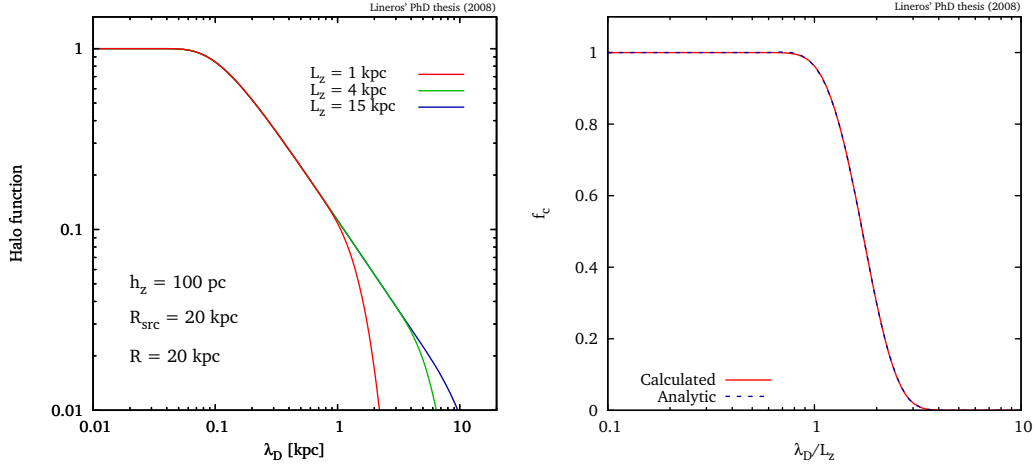 Lineros' PhD thesis (2008)
Halo function
1
0.1
0.01
L_z = 1 kpc
L_z = 4 kpc
L_z = 15 kpc
h_z = 100 pc
R_src = 20 kpc
R = 20 kpc
0.01 0.1 1 10
λ_D [kpc]
Lineros' PhD thesis (2008)
f_c
1
0.8
0.6
0.4
0.2
0
Calculated
Analytic
0.1 1 10
λ_D/L_z